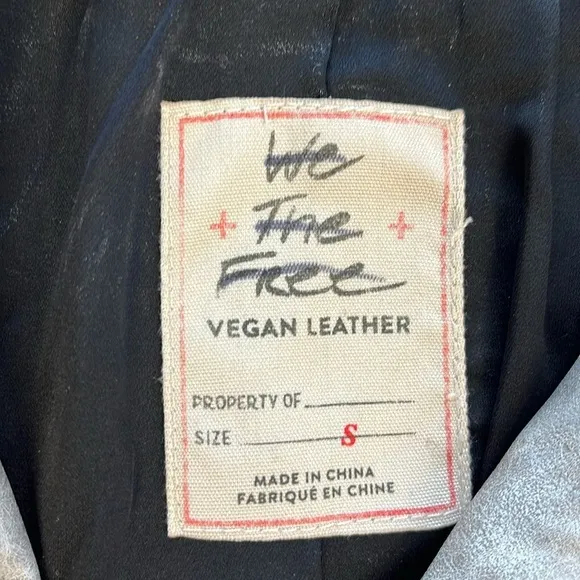 We
+ The +
Free
VEGAN LEATHER
PROPERTY OF
SIZE S
MADE IN CHINA
FABRIQUÉ EN CHINE